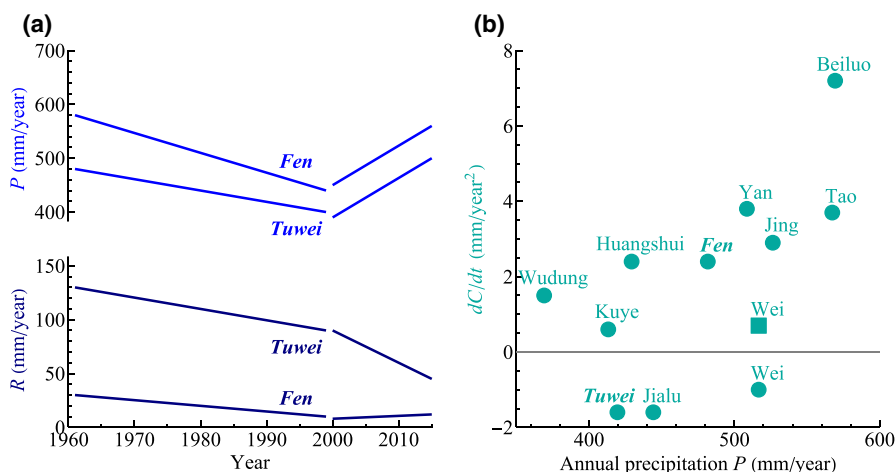 (a)
700
600
500
400
P (mm/year)
Fen
Tuwei
150
100
50
0
R (mm/year)
Tuwei
Fen
1960 1970 1980 1990 2000 2010
Year
(b)
8
6
4
2
0
−2
dC/dt (mm/year²)
Beiluo
Yan
Tao
Jing
Huangshui
Fen
Wudung
Kuye
Wei
Wei
Tuwei
Jialu
400 500 600
Annual precipitation P (mm/year)